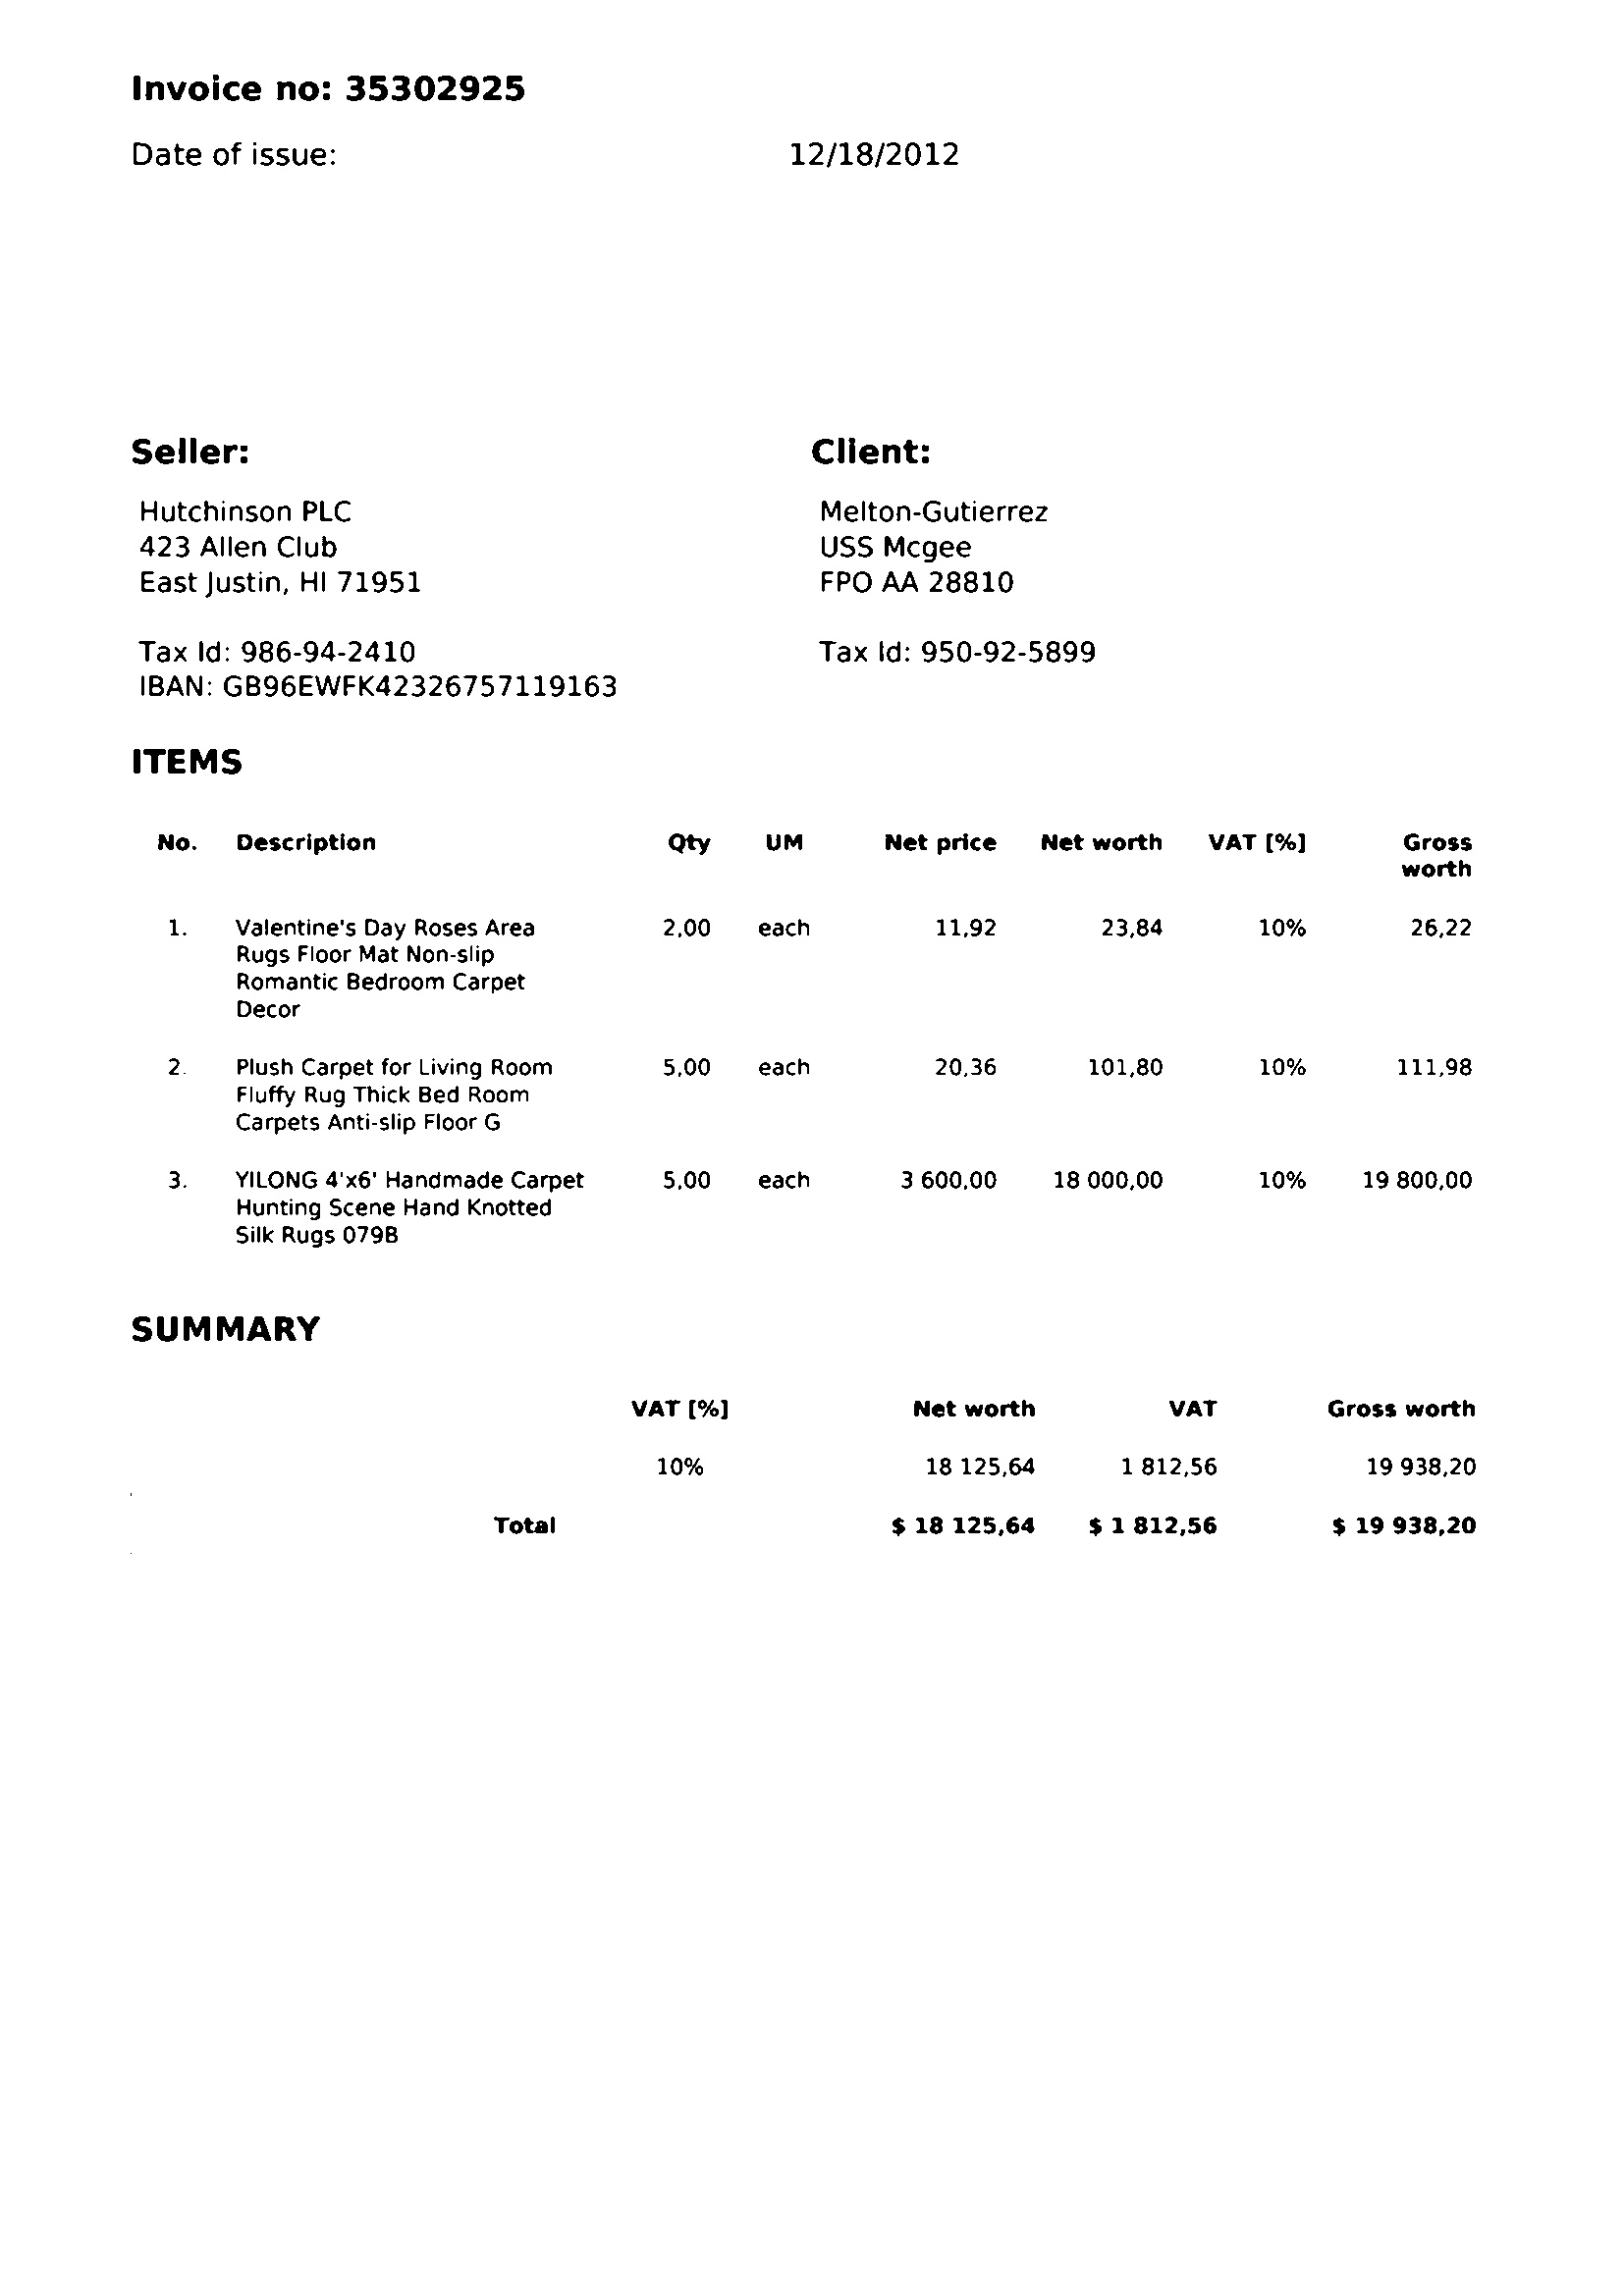 Invoice no: 35302925
Date of issue: 12/18/2012
Seller: Client:
Hutchinson PLC Melton-Gutierrez
423 Allen Club USS Mcgee
East Justin, HI 71951 FPO AA 28810
Tax Id: 986-94-2410 Tax Id: 950-92-5899
IBAN: GB96EWFK42326757119163
ITEMS
No. Description Qty UM Net price Net worth VAT [%] Gross
worth
1. Valentine's Day Roses Area 2,00 each 11,92 23,84 10% 26,22
Rugs Floor Mat Non-slip
Romantic Bedroom Carpet
Decor
2. Plush Carpet for Living Room 5,00 each 20,36 101,80 10% 111,98
Fluffy Rug Thick Bed Room
Carpets Anti-slip Floor G
3. YILONG 4'x6' Handmade Carpet 5,00 each 3 600,00 18 000,00 10% 19 800,00
Hunting Scene Hand Knotted
Silk Rugs 079B
SUMMARY
VAT [%] Net worth VAT Gross worth
10% 18 125,64 1 812,56 19 938,20
Total $ 18 125,64 $ 1 812,56 $ 19 938,20